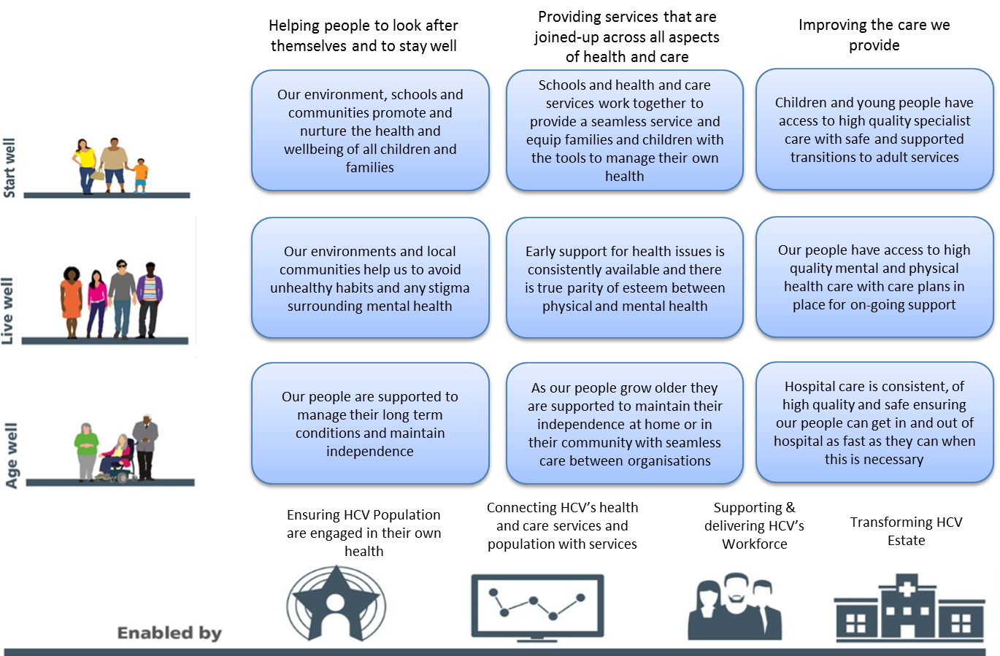 Helping people to look after
themselves and to stay well
Providing services that are
joined-up across all aspects
of health and care
Improving the care we
provide
Start well
Our environment, schools and
communities promote and
nurture the health and
wellbeing of all children and
families
Schools and health and care
services work together to
provide a seamless service and
equip families and children with
the tools to manage their own
health
Children and young people have
access to high quality specialist
care with safe and supported
transitions to adult services
Live well
Our environments and local
communities help us to avoid
unhealthy habits and any stigma
surrounding mental health
Early support for health issues is
consistently available and there
is true parity of esteem between
physical and mental health
Our people have access to high
quality mental and physical
health care with care plans in
place for on-going support
Age well
Our people are supported to
manage their long term
conditions and maintain
independence
As our people grow older they
are supported to maintain their
independence at home or in
their community with seamless
care between organisations
Hospital care is consistent, of
high quality and safe ensuring
our people can get in and out of
hospital as fast as they can when
this is necessary
Ensuring HCV Population
are engaged in their own
health
Connecting HCV’s health
and care services and
population with services
Supporting &
delivering HCV’s
Workforce
Transforming HCV
Estate
Enabled by